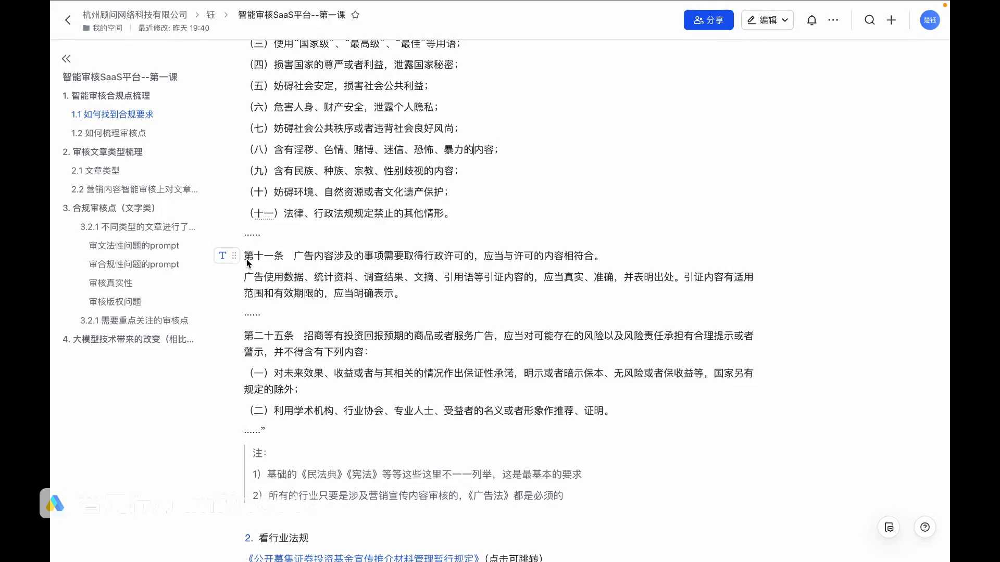 杭州顾问网络科技有限公司 > 钰 > 智能审核SaaS平台--第一课
我的空间 最近修改: 昨天 19:40
分享
编辑
楚钰
智能审核SaaS平台--第一课
1. 智能审核合规点梳理
1.1 如何找到合规要求
1.2 如何梳理审核点
2. 审核文章类型梳理
2.1 文章类型
2.2 营销内容智能审核上对文章...
3. 合规审核点（文字类）
3.2.1 不同类型的文章进行了...
审文法性问题的prompt
审合规性问题的prompt
审核真实性
审核版权问题
3.2.1 需要重点关注的审核点
4. 大模型技术带来的改变（相比...
（三）使用“国家级”、“最高级”、“最佳”等用语；
（四）损害国家的尊严或者利益，泄露国家秘密；
（五）妨碍社会安定，损害社会公共利益；
（六）危害人身、财产安全，泄露个人隐私；
（七）妨碍社会公共秩序或者违背社会良好风尚；
（八）含有淫秽、色情、赌博、迷信、恐怖、暴力的内容；
（九）含有民族、种族、宗教、性别歧视的内容；
（十）妨碍环境、自然资源或者文化遗产保护；
（十一）法律、行政法规规定禁止的其他情形。
......
第十一条　广告内容涉及的事项需要取得行政许可的，应当与许可的内容相符合。
广告使用数据、统计资料、调查结果、文摘、引用语等引证内容的，应当真实、准确，并表明出处。引证内容有适用
范围和有效期限的，应当明确表示。
......
第二十五条　招商等有投资回报预期的商品或者服务广告，应当对可能存在的风险以及风险责任承担有合理提示或者
警示，并不得含有下列内容：
（一）对未来效果、收益或者与其相关的情况作出保证性承诺，明示或者暗示保本、无风险或者保收益等，国家另有
规定的除外；
（二）利用学术机构、行业协会、专业人士、受益者的名义或者形象作推荐、证明。
......”
注：
1）基础的《民法典》《宪法》等等这些这里不一一列举，这是最基本的要求
2）所有的行业只要是涉及营销宣传内容审核的，《广告法》都是必须的
2. 看行业法规
《公开募集证券投资基金宣传推介材料管理暂行规定》（点击可跳转）